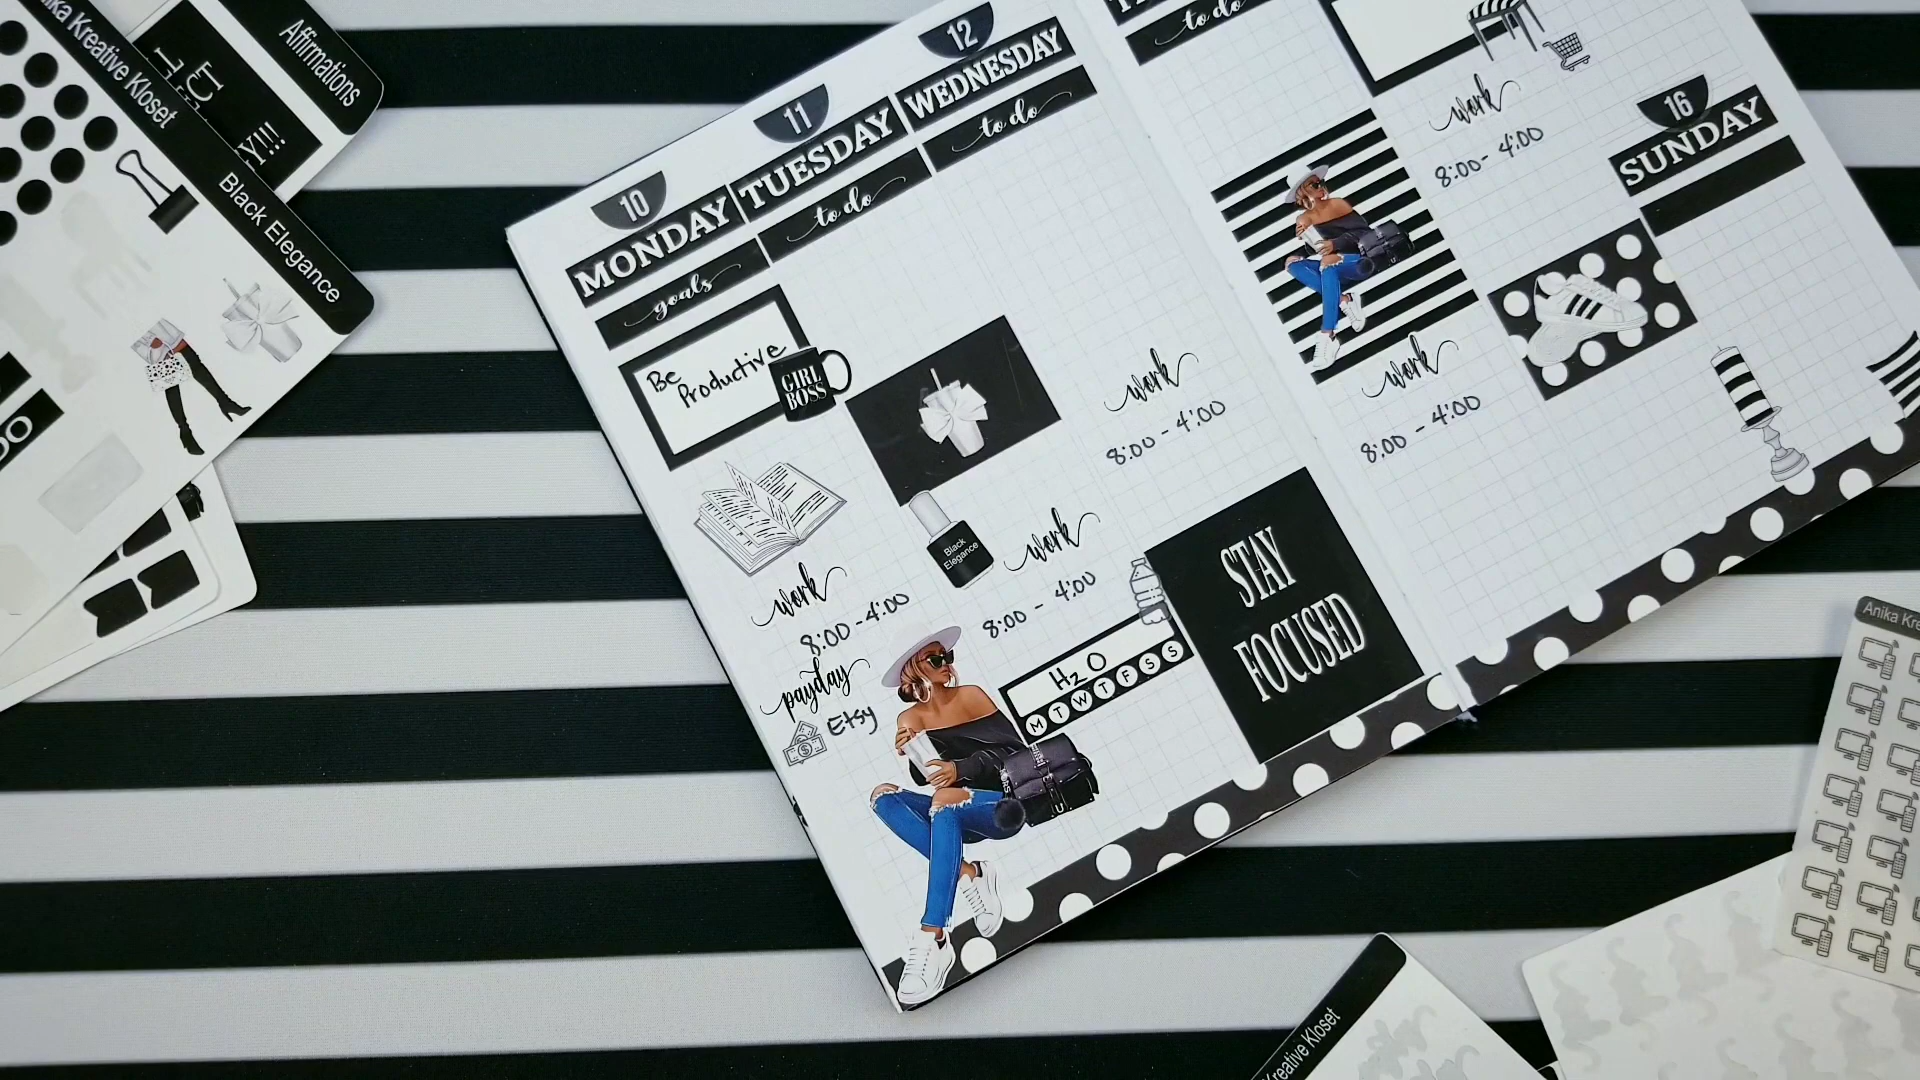 Anika Kreative Kloset
Affirmations
Y!!!
Black Elegance
DO
10
MONDAY
goals
Be
Productive
GIRL
BOSS
work
8:00 - 4:00
payday
Etsy
11
TUESDAY
to do
Black
Elegance
work
8:00 - 4:00
H2O
M T W T F S S
12
WEDNESDAY
to do
work
8:00 - 4:00
STAY
FOCUSED
to do
work
8:00 - 4:00
work
8:00 - 4:00
16
SUNDAY
Anika Kre
Kreative Kloset